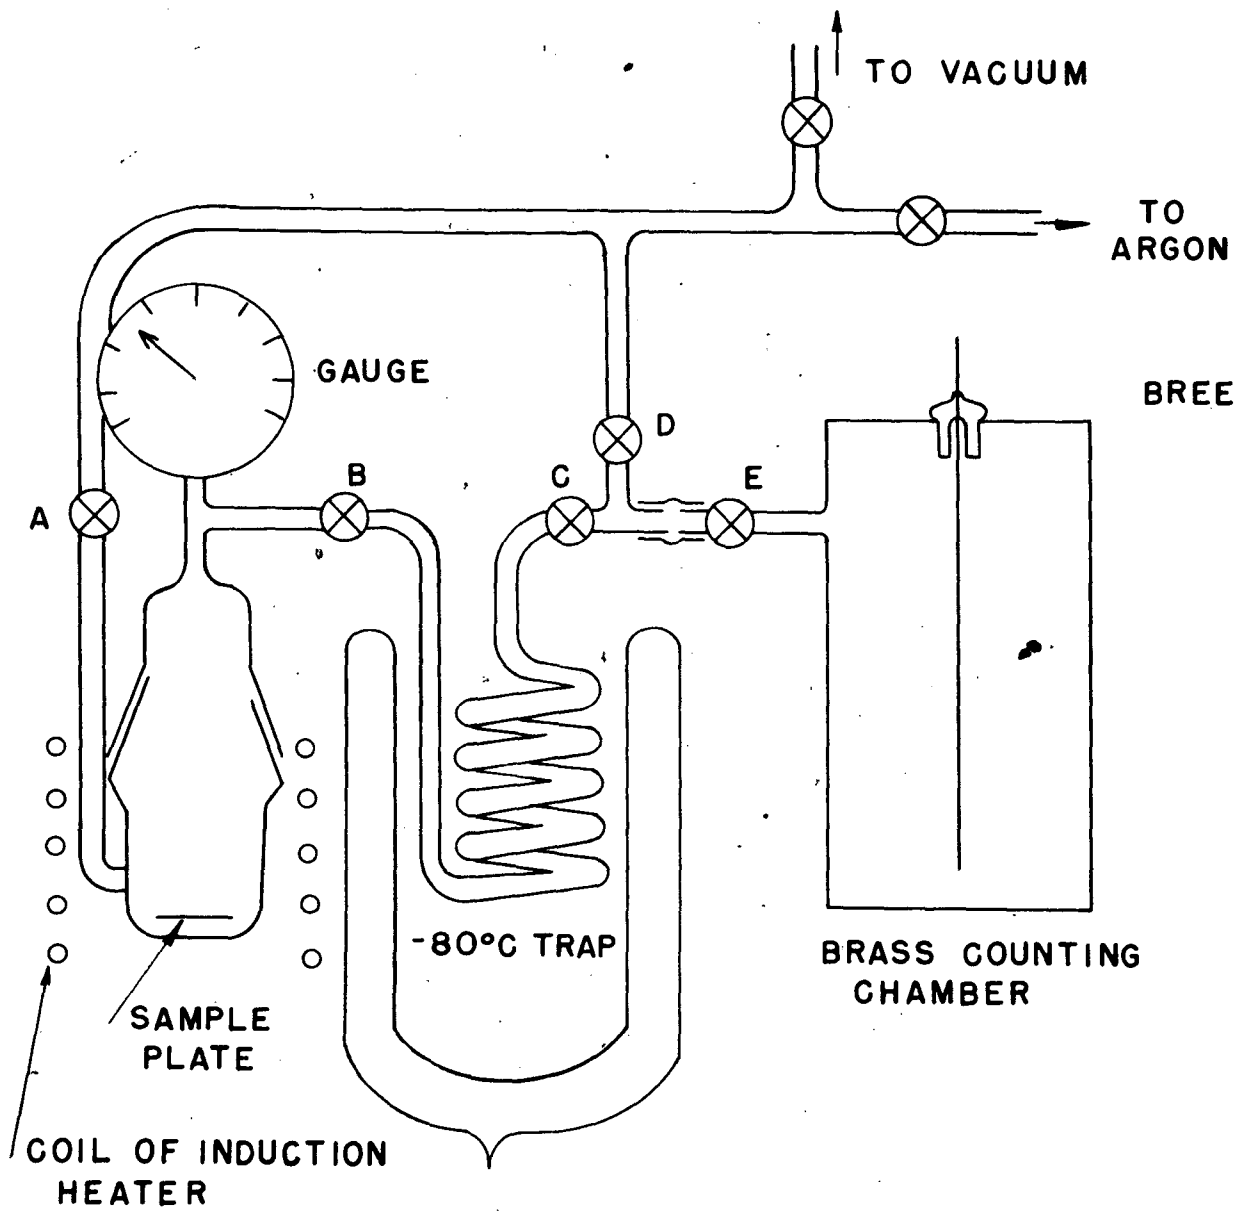 TO VACUUM
TO
ARGON
GAUGE
BREE
D
B
C
E
A
-80°C TRAP
BRASS COUNTING
CHAMBER
SAMPLE
PLATE
COIL OF INDUCTION
HEATER